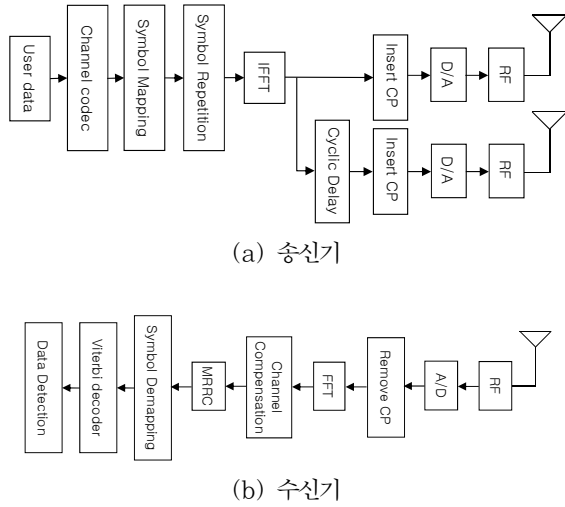 User data
Channel codec
Symbol Mapping
Symbol Repetition
IFFT
Insert CP
D/A
RF
Cyclic Delay
Insert CP
D/A
RF
(a) 송신기
Data Detection
Viterbi decoder
Symbol Demapping
MRRC
Channel
Compensation
FFT
Remove CP
A/D
RF
(b) 수신기